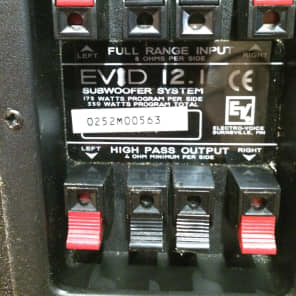 LEFT FULL RANGE INPUT RIGHT
8 OHMS PER SIDE
EVID 12.1 CE
SUBWOOFER SYSTEM
175 WATTS PROGRAM PER SIDE
350 WATTS PROGRAM TOTAL
0252M00563
EV
ELECTRO-VOICE
BURNSVILLE, MN
LEFT HIGH PASS OUTPUT RIGHT
4 OHM MINIMUM PER SIDE